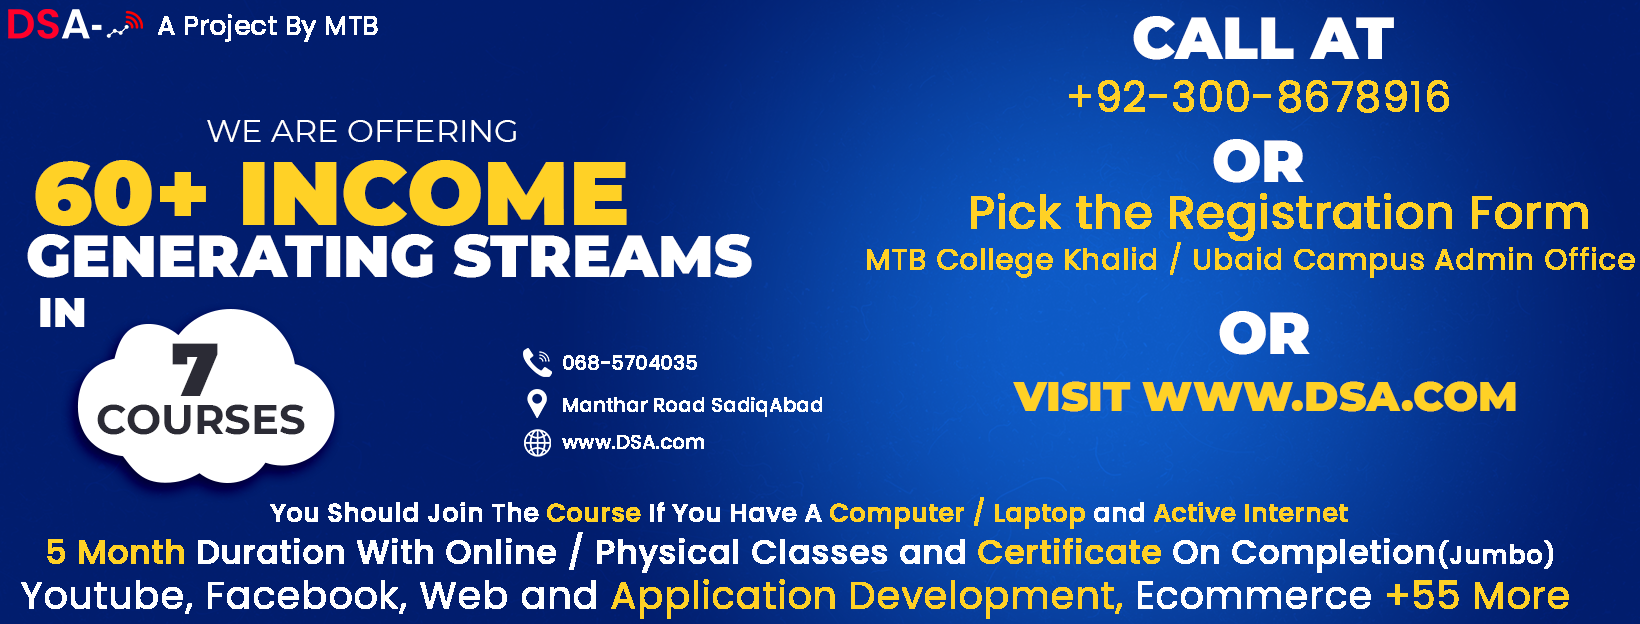 DSA- A Project By MTB
WE ARE OFFERING
60+ INCOME
GENERATING STREAMS
IN
7
COURSES
068-5704035
Manthar Road SadiqAbad
www.DSA.com
CALL AT
+92-300-8678916
OR
Pick the Registration Form
MTB College Khalid / Ubaid Campus Admin Office
OR
VISIT WWW.DSA.COM
You Should Join The Course If You Have A Computer / Laptop and Active Internet
5 Month Duration With Online / Physical Classes and Certificate On Completion(Jumbo)
Youtube, Facebook, Web and Application Development, Ecommerce +55 More